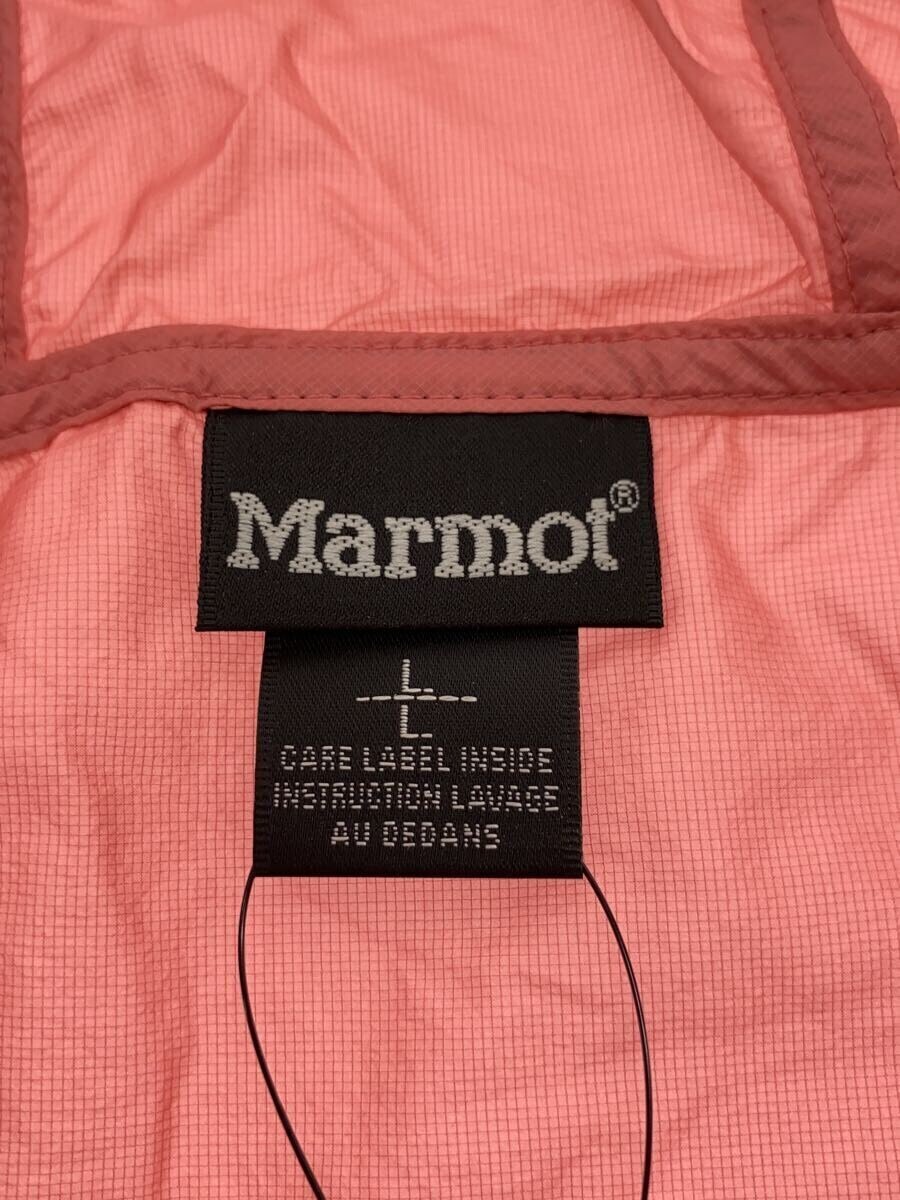 Marmot®
L
L
CARE LABEL INSIDE
INSTRUCTION LAVAGE
AU DEDANS